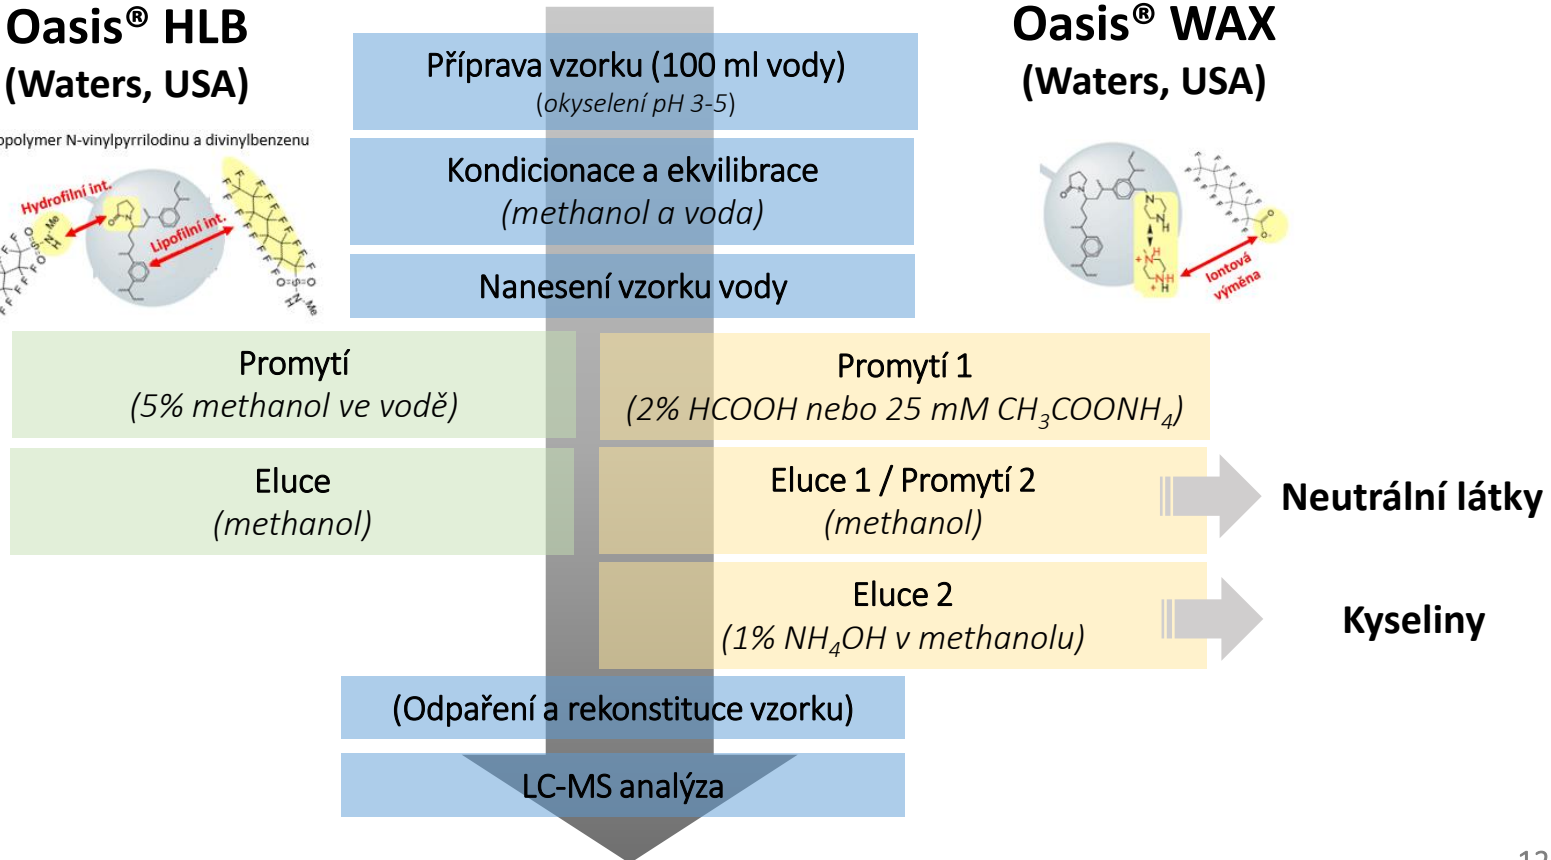 Oasis® HLB
(Waters, USA)
opolymer N-vinylpyrrilodinu a divinylbenzenu
Hydrofilní int.
Lipofilní int.
Příprava vzorku (100 ml vody)
(okyselení pH 3-5)
Kondicionace a ekvilibrace
(methanol a voda)
Nanesení vzorku vody
Oasis® WAX
(Waters, USA)
Iontová
výměna
Promytí
(5% methanol ve vodě)
Eluce
(methanol)
Promytí 1
(2% HCOOH nebo 25 mM CH₃COONH₄)
Eluce 1 / Promytí 2
(methanol)
Neutrální látky
Eluce 2
(1% NH₄OH v methanolu)
Kyseliny
(Odpaření a rekonstituce vzorku)
LC-MS analýza